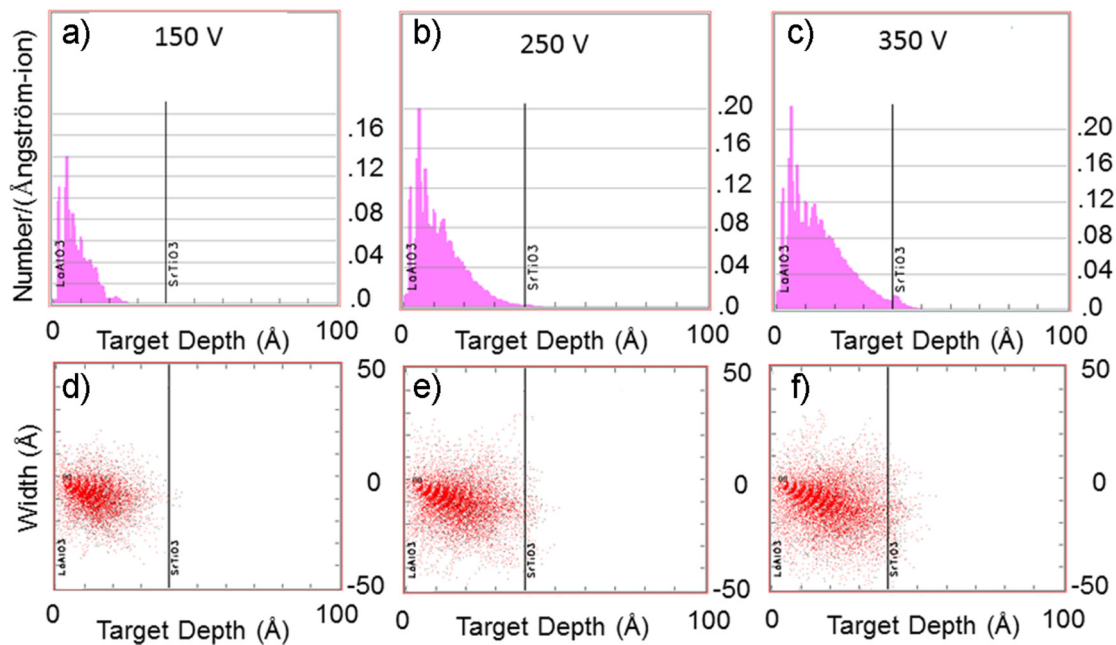 a)
150 V
b)
250 V
c)
350 V
Number/(Ångström-ion)
.16
.12
.08
.04
.0
LaAlO3
SrTiO3
0
100
Target Depth (Å)
.20
.16
.12
.08
.04
.0
LaAlO3
SrTiO3
0
100
Target Depth (Å)
.20
.16
.12
.08
.04
.0
LaAlO3
SrTiO3
0
100
Target Depth (Å)
d)
Width (Å)
50
0
-50
LaAlO3
SrTiO3
0
100
Target Depth (Å)
e)
50
0
-50
LaAlO3
SrTiO3
0
100
Target Depth (Å)
f)
50
0
-50
LaAlO3
SrTiO3
0
100
Target Depth (Å)